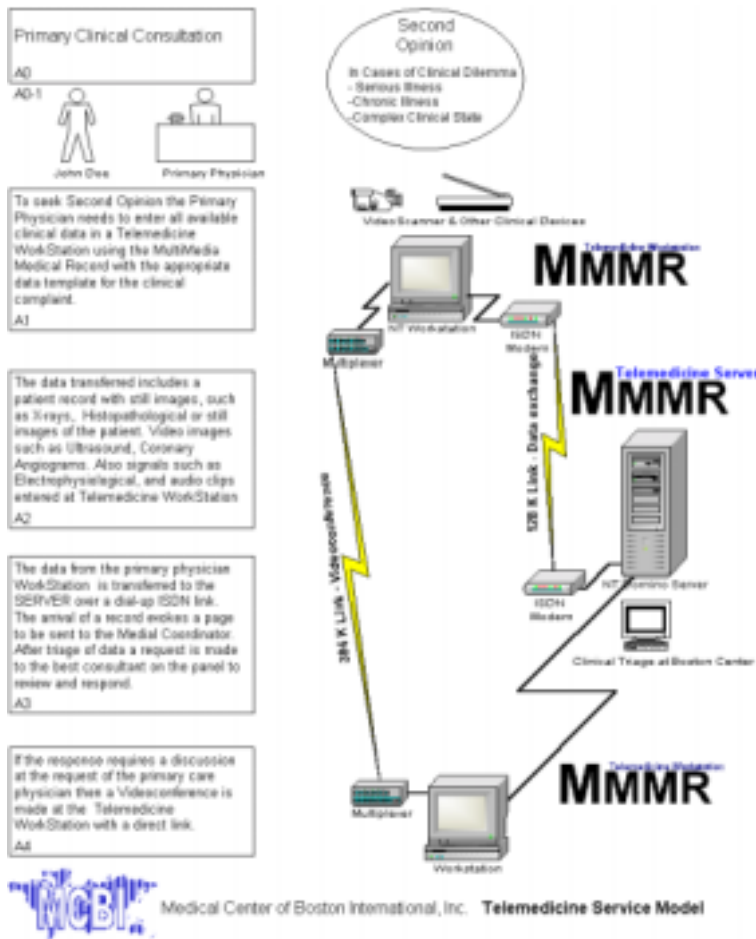 Primary Clinical Consultation
A0
A0-1
John Doe
Primary Physician
To seek Second Opinion the Primary
Physician needs to enter all available
clinical data in a Telemedicine
WorkStation using the MultiMedia
Medical Record with the appropriate
data template for the clinical
complaint.
A1
The data transferred includes a
patient record with still images, such
as X-rays, Histopathological or still
images of the patient. Video images
such as Ultrasound, Coronary
Angiograms. Also signals such as
Electrophysiological, and audio clips
entered at Telemedicine WorkStation
A2
The data from the primary physician
WorkStation is transferred to the
SERVER over a dial-up ISDN link.
The arrival of a record evokes a page
to be sent to the Medial Coordinator.
After triage of data a request is made
to the best consultant on the panel to
review and respond.
A3
If the response requires a discussion
at the request of the primary care
physician then a Videoconference is
made at the Telemedicine
WorkStation with a direct link.
A4
Second
Opinion
In Cases of Clinical Dilemma
- Serious Illness
-Chronic Illness
-Complex Clinical State
Video Scanner & Other Clinical Devices
Telemedicine Workstation
MMMR
NT Workstation
ISDN
Modem
Multiplexer
Telemedicine Server
MMMR
384 K Link - Videoconference
128 K Link - Data exchange
ISDN
Modem
NT Domino Server
Clinical Triage at Boston Center
Telemedicine Workstation
MMMR
Multiplexer
Workstation
MCBI
Medical Center of Boston International, Inc. Telemedicine Service Model